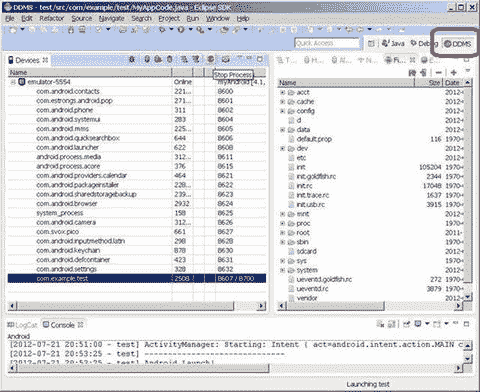 DDMS - test/src/com/example/test/MyAppCode.java - Eclipse SDK
File Edit Refactor Source Navigate Search Project Run Window Help
Quick Access Java Debug DDMS
Devices
Stop Process
Name
emulator-5554 Online myAndroid [4.1,
com.android.contacts 221... 8600
com.estrongs.android.pop 271... 8601
com.android.phone 311 8602
com.android.systemui 283 8604
com.android.mms 225... 8605
com.android.quicksearchbox 644 8606
com.android.launcher 622 8608
android.process.media 312... 8611
android.process.acore 376 8615
com.android.providers.calendar 464 8621
com.android.packageinstaller 228... 8622
com.android.sharedstoragebackup 239... 8623
com.android.browser 2932 8627
system_process 158 8625
com.android.camera 312... 8626
com.svox.pico 661... 8631
com.android.inputmethod.latin 298 8628
com.android.keychain 878 8630
com.android.defcontainer 423 8631
com.android.settings 328 8632
com.example.test 2508 8607 / 8700
Name Size Date
acct 2012-
cache 2012-
config 2012-
d 2012-
data 2012-
default.prop 116 1970-
dev 2012-
etc 2012-
init 105204 1970-
init.goldfish.rc 2344 1970-
init.rc 17048 1970-
init.trace.rc 1637 1970-
init.usb.rc 3915 1970-
mnt 2012-
proc 1970-
root 2011-
sbin 1970-
sdcard 2012-
sys 1970-
system 2012-
ueventd.goldfish.rc 272 1970-
ueventd.rc 3879 1970-
vendor 2012-
LogCat Console
Android
[2012-07-21 20:51:00 - test] ActivityManager: Starting: Intent { act=android.intent.action.MAIN c
[2012-07-21 20:53:25 - test] ------------------------------
[2012-07-21 20:53:25 - test] Android Launch!
Launching test